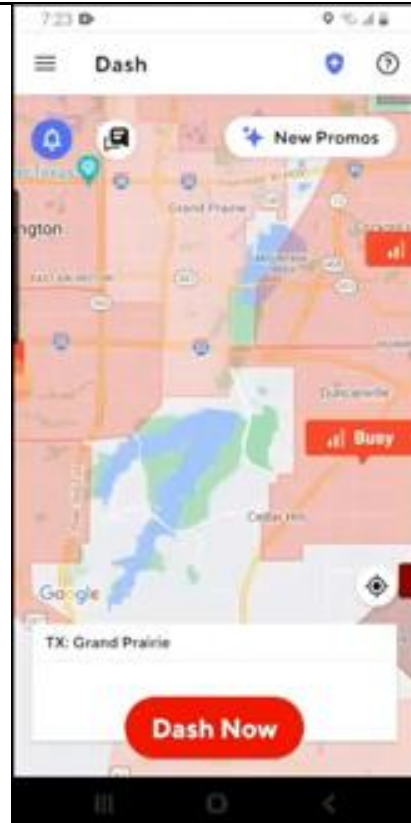 7:23
Dash
New Promos
Grand Prairie
ngton
Duncanville
Busy
Cedar Hill
Google
TX: Grand Prairie
Dash Now